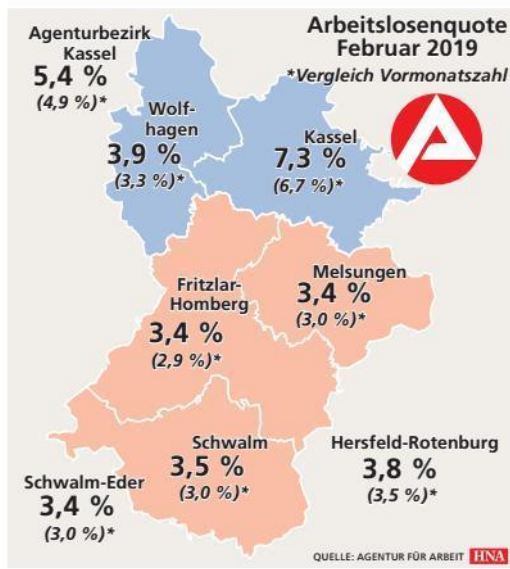 Arbeitslosenquote
Februar 2019
*Vergleich Vormonatszahl
Agenturbezirk
Kassel
5,4 %
(4,9 %)*
Wolf-
hagen
3,9 %
(3,3 %)*
Kassel
7,3 %
(6,7 %)*
Fritzlar-
Homberg
3,4 %
(2,9 %)*
Melsungen
3,4 %
(3,0 %)*
Schwalm
3,5 %
(3,0 %)*
Hersfeld-Rotenburg
3,8 %
(3,5 %)*
Schwalm-Eder
3,4 %
(3,0 %)*
QUELLE: AGENTUR FÜR ARBEIT HNA